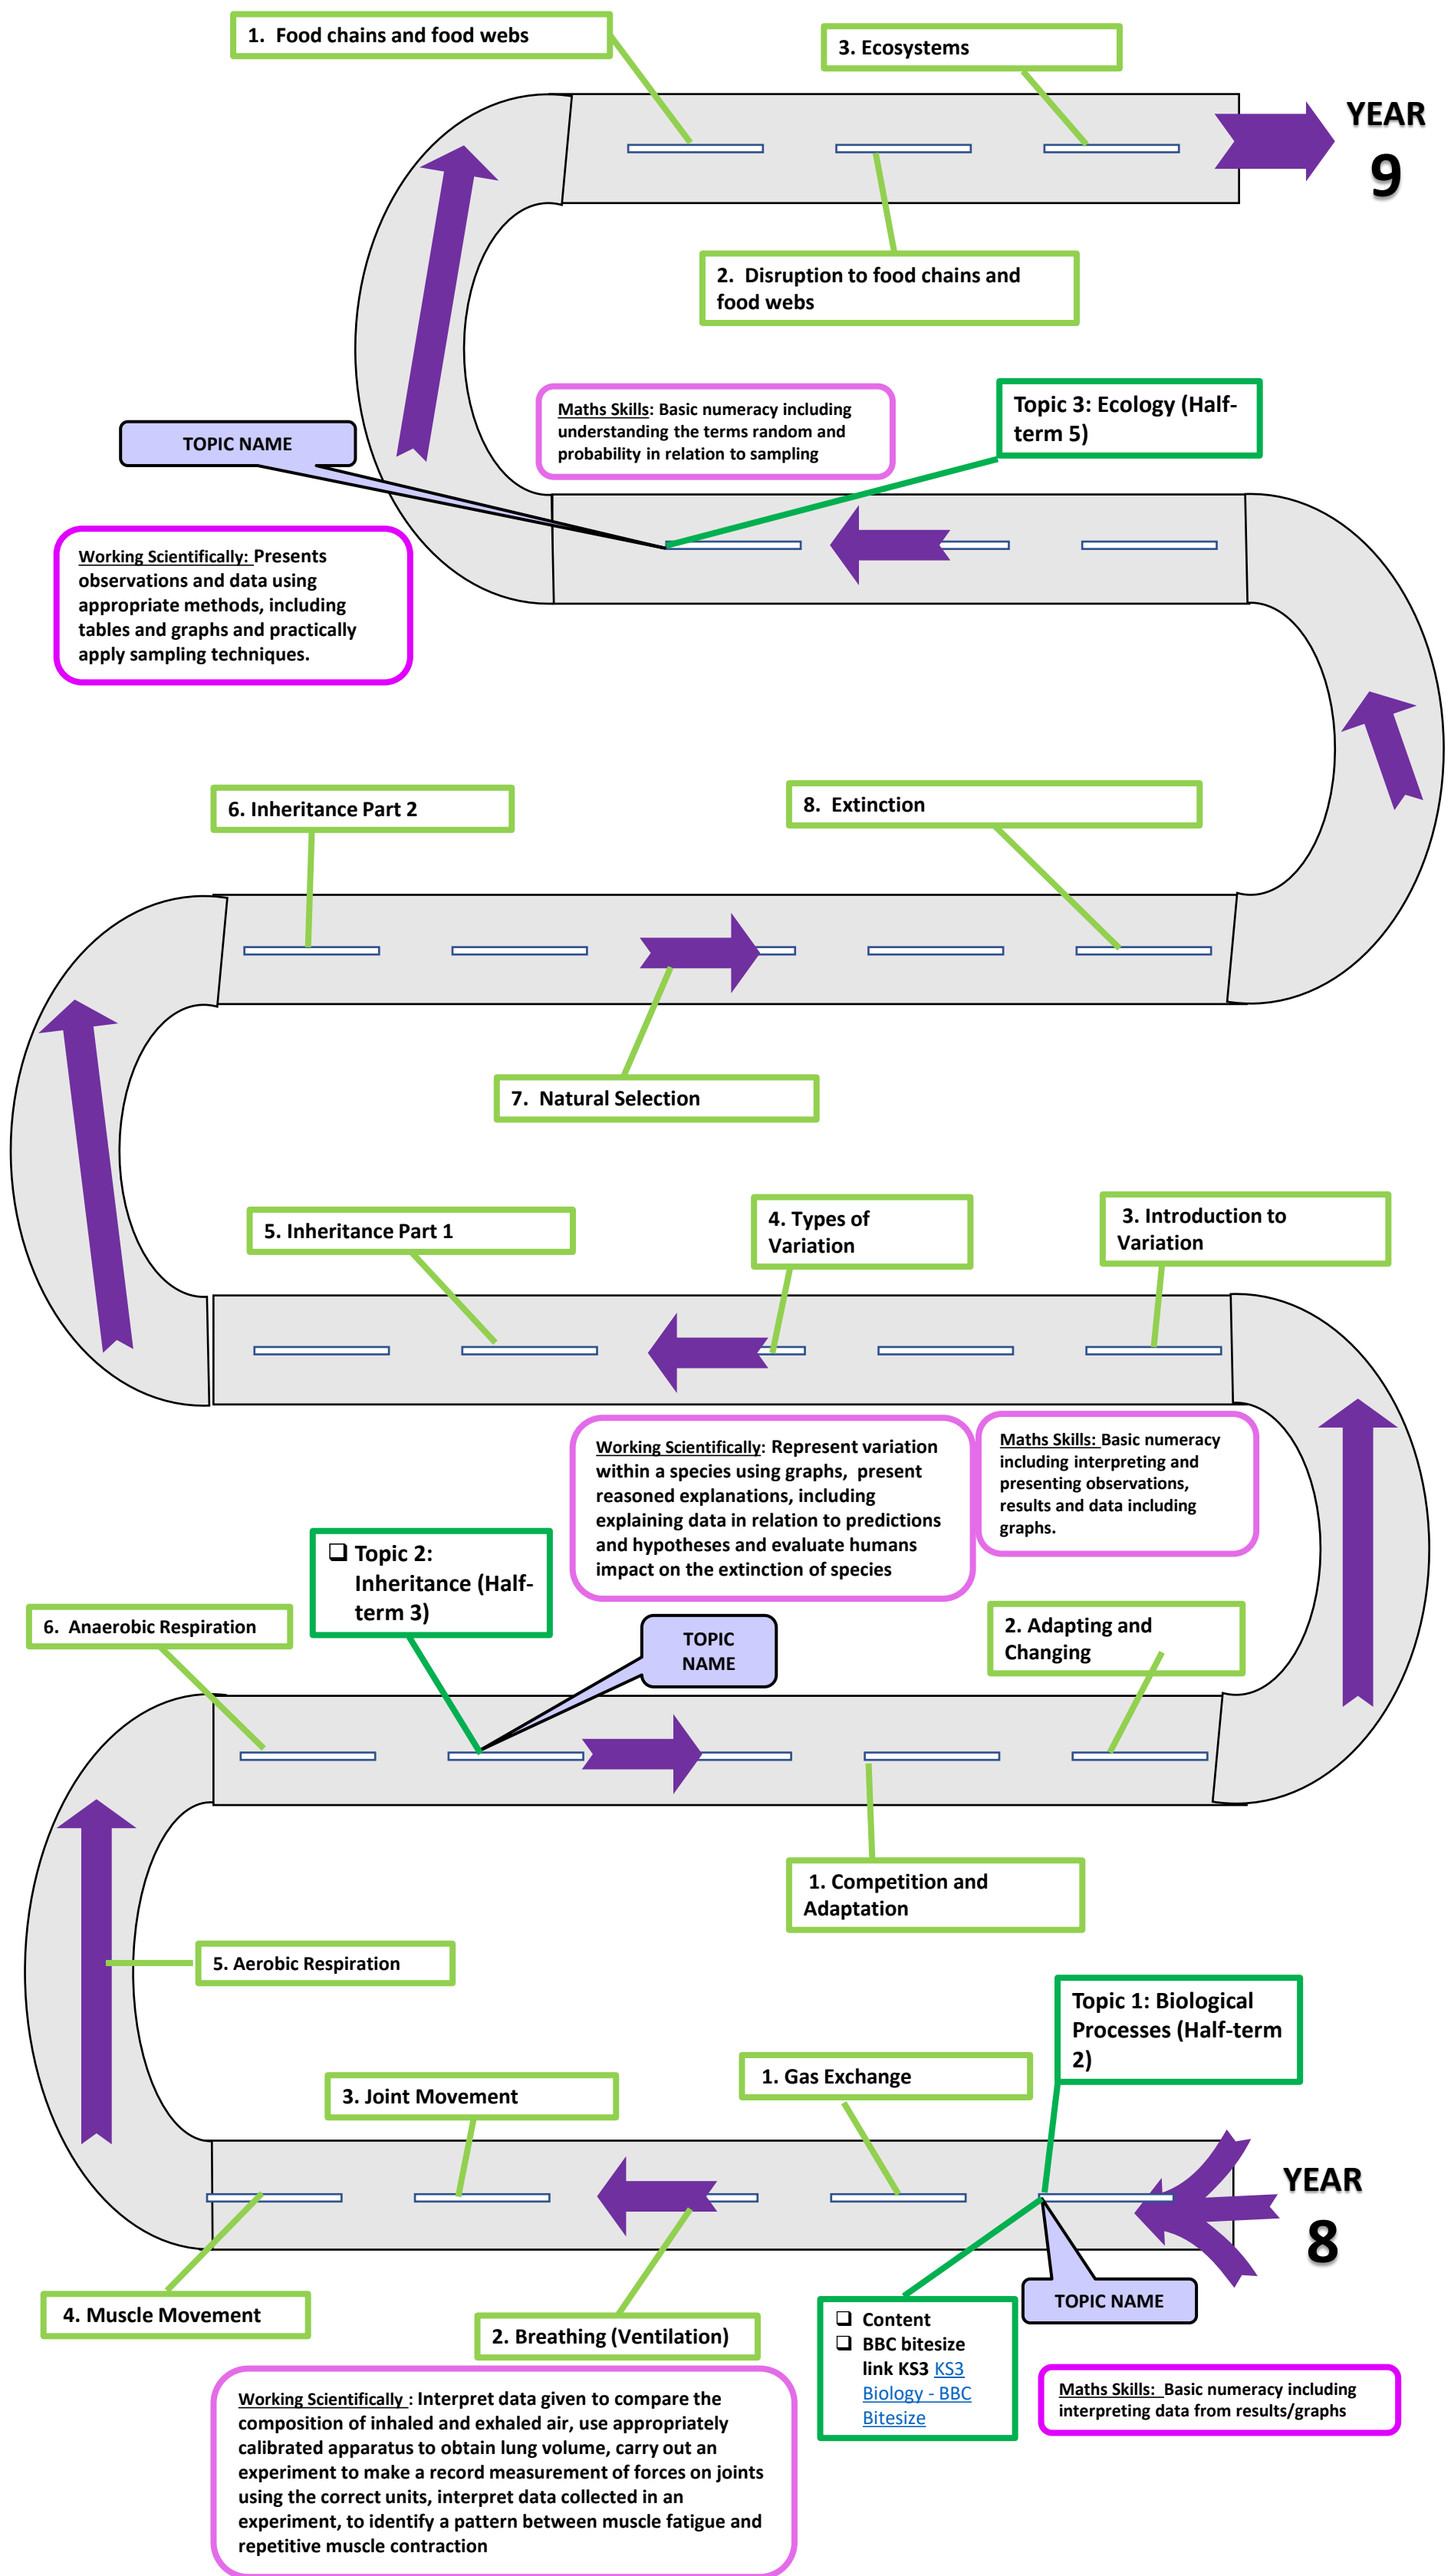 1. Food chains and food webs
3. Ecosystems
YEAR
9
2. Disruption to food chains and
food webs
Maths Skills: Basic numeracy including
understanding the terms random and
probability in relation to sampling
Topic 3: Ecology (Half-
term 5)
TOPIC NAME
Working Scientifically: Presents
observations and data using
appropriate methods, including
tables and graphs and practically
apply sampling techniques.
6. Inheritance Part 2
8. Extinction
7. Natural Selection
5. Inheritance Part 1
4. Types of
Variation
3. Introduction to
Variation
Working Scientifically: Represent variation
within a species using graphs, present
reasoned explanations, including
explaining data in relation to predictions
and hypotheses and evaluate humans
impact on the extinction of species
Maths Skills: Basic numeracy
including interpreting and
presenting observations,
results and data including
graphs.
❑ Topic 2:
Inheritance (Half-
term 3)
6. Anaerobic Respiration
TOPIC
NAME
2. Adapting and
Changing
1. Competition and
Adaptation
5. Aerobic Respiration
Topic 1: Biological
Processes (Half-term
2)
1. Gas Exchange
3. Joint Movement
YEAR
8
4. Muscle Movement
2. Breathing (Ventilation)
TOPIC NAME
❑ Content
❑ BBC bitesize
link KS3 KS3
Biology - BBC
Bitesize
Maths Skills: Basic numeracy including
interpreting data from results/graphs
Working Scientifically : Interpret data given to compare the
composition of inhaled and exhaled air, use appropriately
calibrated apparatus to obtain lung volume, carry out an
experiment to make a record measurement of forces on joints
using the correct units, interpret data collected in an
experiment, to identify a pattern between muscle fatigue and
repetitive muscle contraction